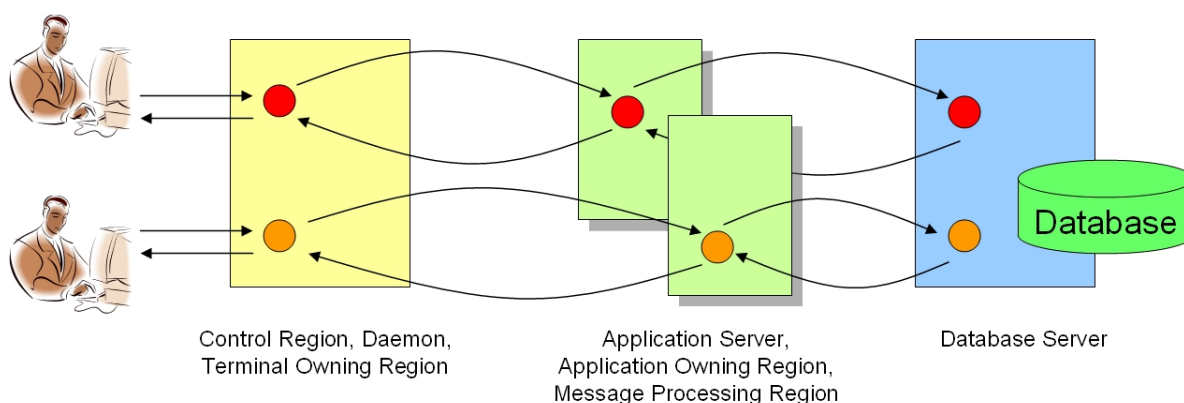 Database
Control Region, Daemon,
Terminal Owning Region
Application Server,
Application Owning Region,
Message Processing Region
Database Server